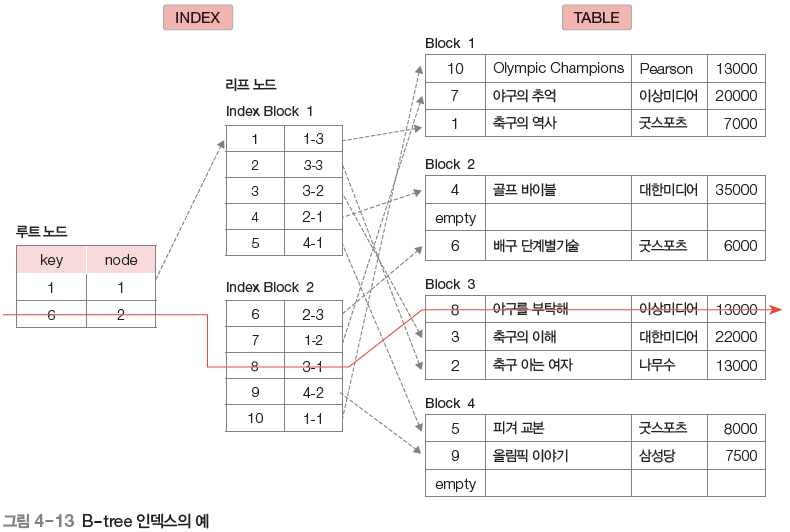 INDEX
TABLE
루트 노드
key node
1 1
6 2
리프 노드
Index Block 1
1 1-3
2 3-3
3 3-2
4 2-1
5 4-1
Index Block 2
6 2-3
7 1-2
8 3-1
9 4-2
10 1-1
Block 1
10 Olympic Champions Pearson 13000
7 야구의 추억 이상미디어 20000
1 축구의 역사 굿스포츠 7000
Block 2
4 골프 바이블 대한미디어 35000
empty
6 배구 단계별기술 굿스포츠 6000
Block 3
8 야구를 부탁해 이상미디어 13000
3 축구의 이해 대한미디어 22000
2 축구 아는 여자 나무수 13000
Block 4
5 피겨 교본 굿스포츠 8000
9 올림픽 이야기 삼성당 7500
empty
그림 4-13 B-tree 인덱스의 예